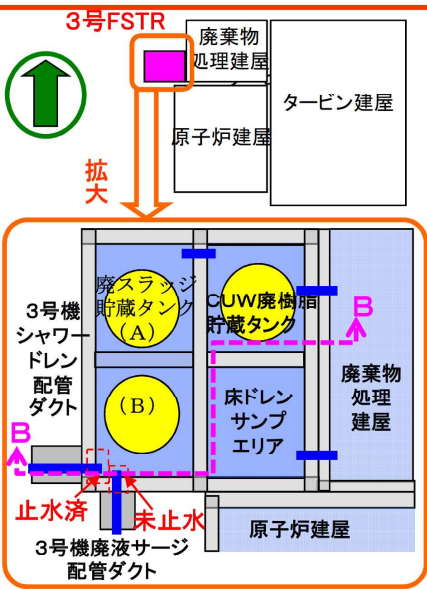 3号FSTR
廃棄物
処理建屋
タービン建屋
原子炉建屋
拡
大
廃スラッジ
貯蔵タンク
(A)
CUW廃樹脂
貯蔵タンク
B
3号機
シャワー
ドレン
配管
ダクト
(B)
床ドレン
サンプ
エリア
廃棄物
処理
建屋
B
止水済
未止水
原子炉建屋
3号機廃液サージ
配管ダクト